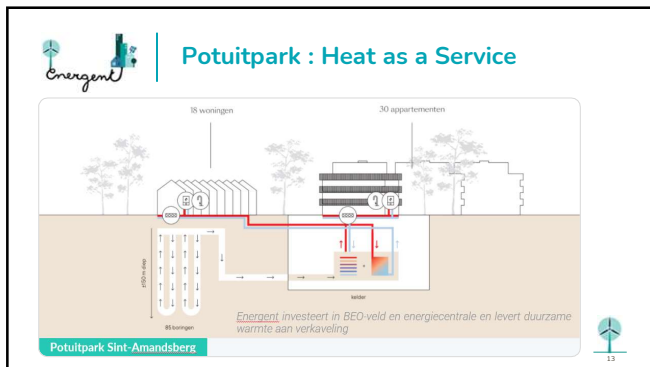 Energent
Potuitpark : Heat as a Service
18 woningen
30 appartementen
±150 m diep
85 boringen
kelder
Energent investeert in BEO-veld en energiecentrale en levert duurzame
warmte aan verkaveling
Potuitpark Sint-Amandsberg
13